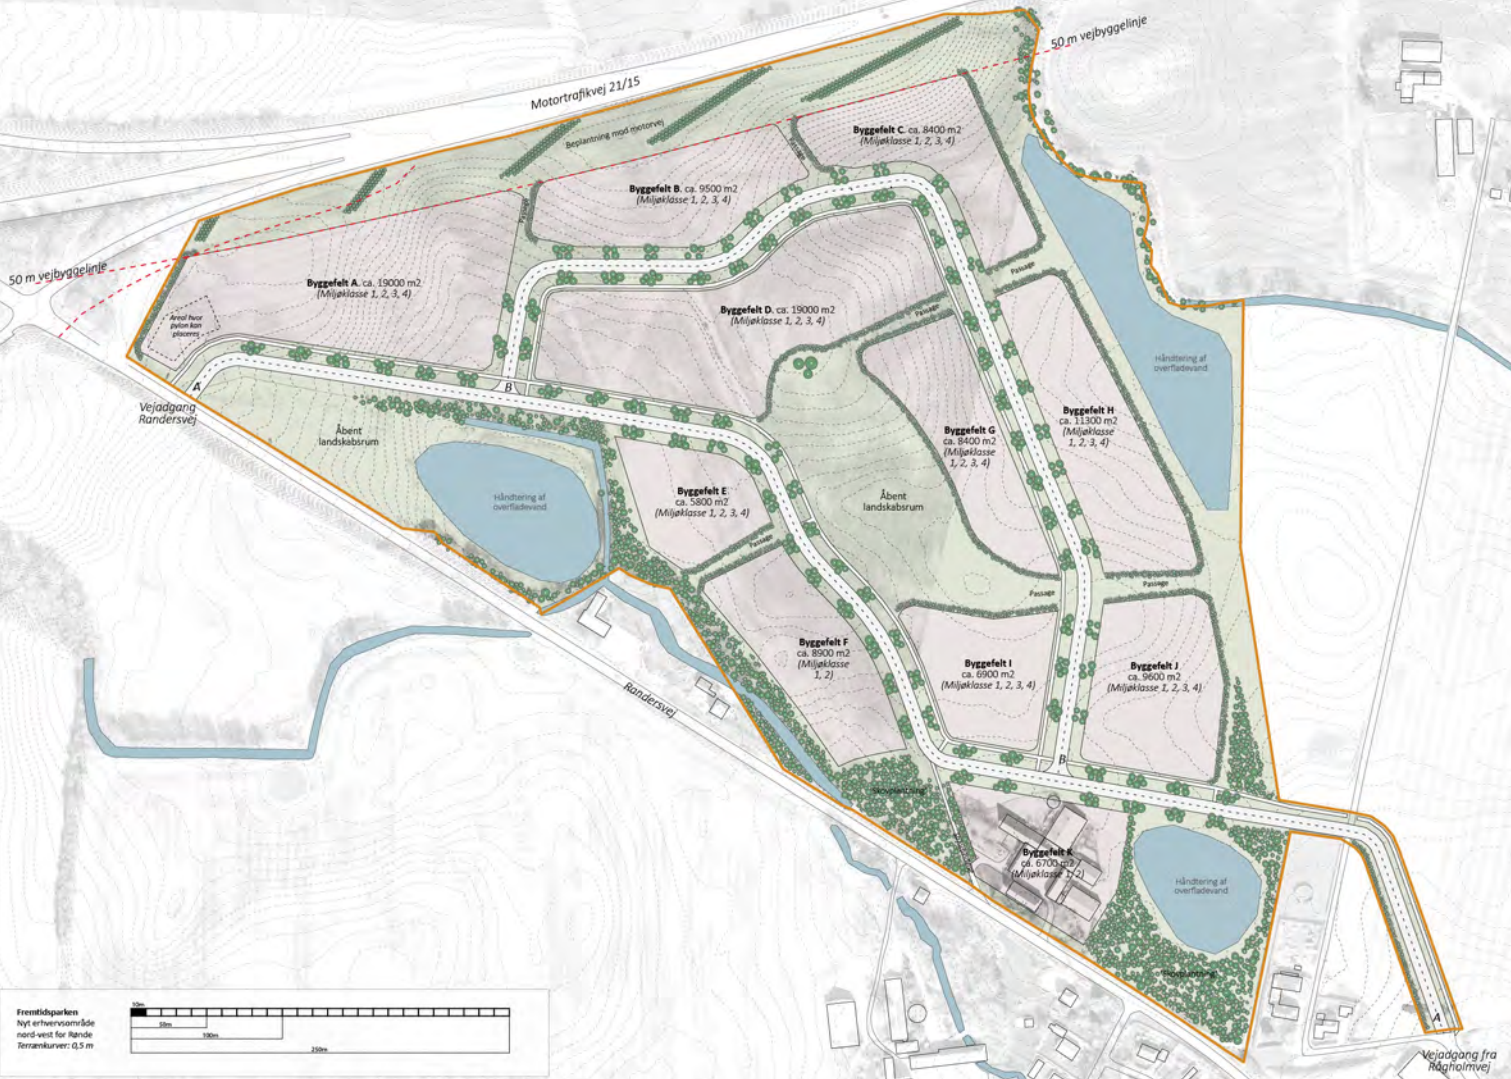 50 m vejbyggelinje
Motortrafikvej 21/15
Beplantning mod motorvej
Byggefelt C. ca. 8400 m2
(Miljøklasse 1, 2, 3, 4)
Passage
Byggefelt B. ca. 9500 m2
(Miljøklasse 1, 2, 3, 4)
Passage
50 m vejbyggelinje
Byggefelt A. ca. 19000 m2
(Miljøklasse 1, 2, 3, 4)
Areal hvor
pylon kan
placeres
Passage
Byggefelt D. ca. 19000 m2
(Miljøklasse 1, 2, 3, 4)
Passage
Håndtering af
overfladevand
A
B
Vejadgang
Randersvej
Åbent
landskabsrum
Byggefelt H
ca. 11300 m2
(Miljøklasse
1, 2, 3, 4)
Byggefelt G
ca. 8400 m2
(Miljøklasse
1, 2, 3, 4)
Håndtering af
overfladevand
Byggefelt E
ca. 5800 m2
(Miljøklasse 1, 2, 3, 4)
Åbent
landskabsrum
Passage
Passage
Passage
Byggefelt F
ca. 8900 m2
(Miljøklasse
1, 2)
Byggefelt I
ca. 6900 m2
(Miljøklasse 1, 2, 3, 4)
Byggefelt J
ca. 9600 m2
(Miljøklasse 1, 2, 3, 4)
Randersvej
B
Skovplantning
Byggefelt K
ca. 6700 m2
(Miljøklasse 1, 2)
Håndtering af
overfladevand
Skovplantning
A
Vejadgang fra
Rågholmvej
Fremtidsparken
Nyt erhvervsområde
nord-vest for Rønde
Terrænkurver: 0,5 m
10m
50m
100m
250m